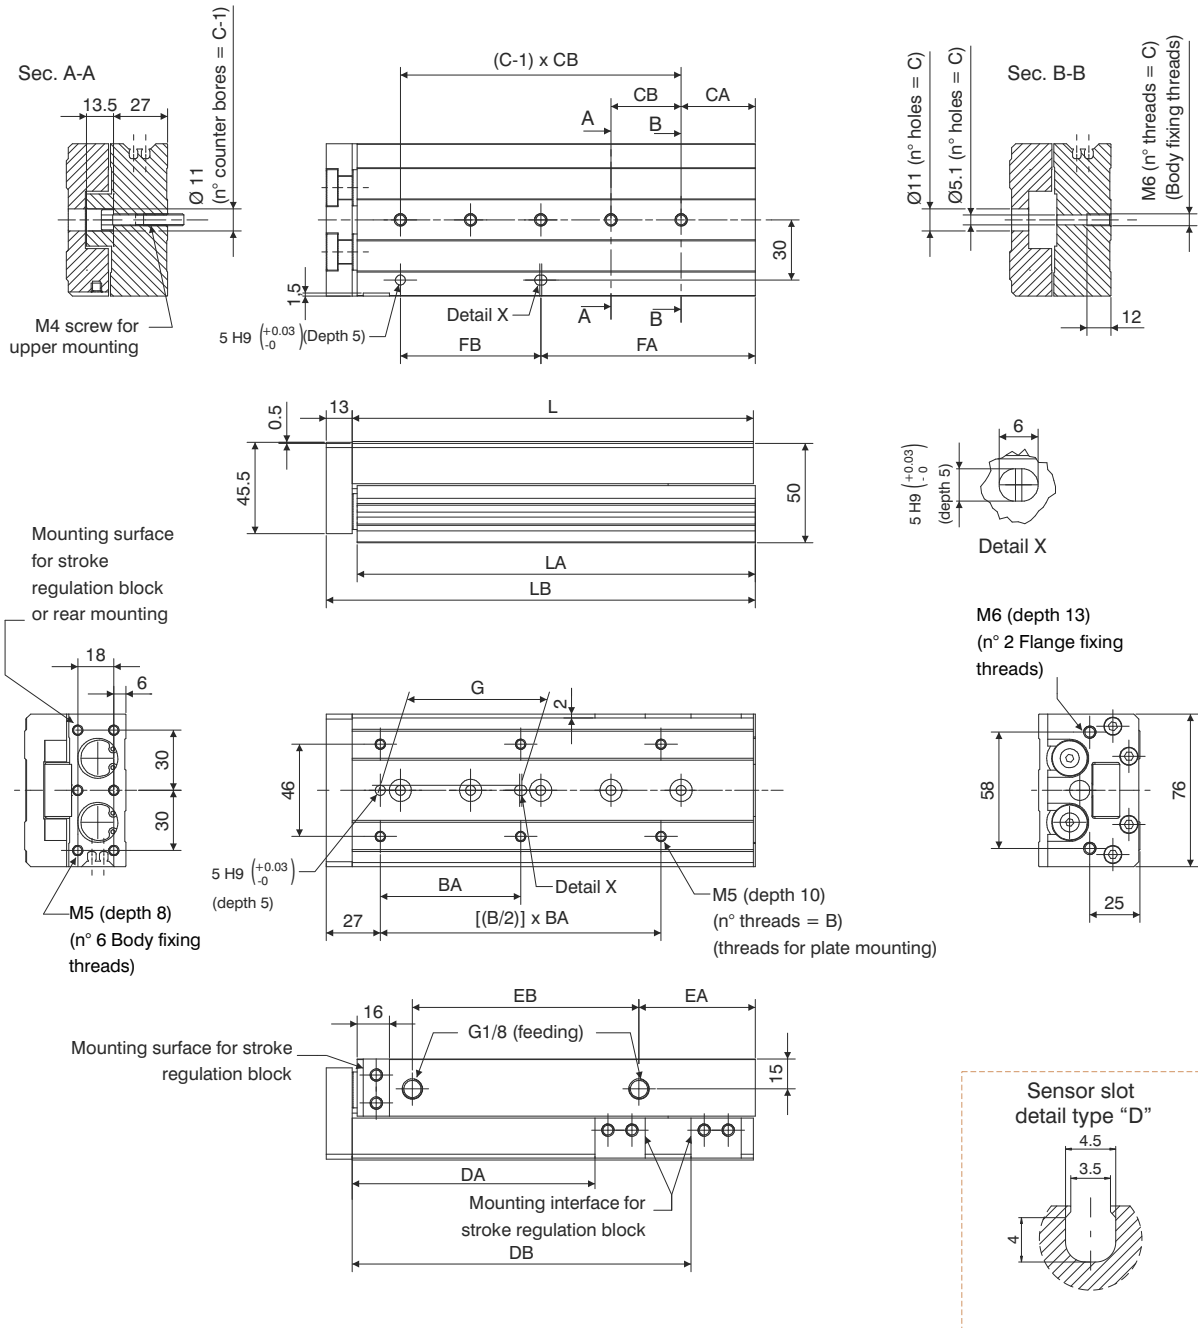 Sec. A-A
13.5
27
Ø 11
(n° counter bores = C-1)
M4 screw for
upper mounting
(C-1) x CB
CB
CA
A
B
30
1,5
Detail X
A
B
5 H9 (+0.03 -0) (Depth 5)
FB
FA
Sec. B-B
Ø11 (n° holes = C)
Ø5.1 (n° holes = C)
M6 (n° threads = C)
(Body fixing threads)
12
0.5
13
L
45.5
50
LA
LB
6
5 H9 (+0.03 - 0)
(depth 5)
Detail X
Mounting surface
for stroke
regulation block
or rear mounting
18
6
30
30
M5 (depth 8)
(n° 6 Body fixing
threads)
G
2
46
5 H9 (+0.03 -0)
(depth 5)
BA
Detail X
27
[(B/2)] x BA
M5 (depth 10)
(n° threads = B)
(threads for plate mounting)
M6 (depth 13)
(n° 2 Flange fixing
threads)
58
76
25
EB
EA
16
G1/8 (feeding)
15
Mounting surface for stroke
regulation block
DA
Mounting interface for
stroke regulation block
DB
Sensor slot
detail type “D”
4.5
3.5
4